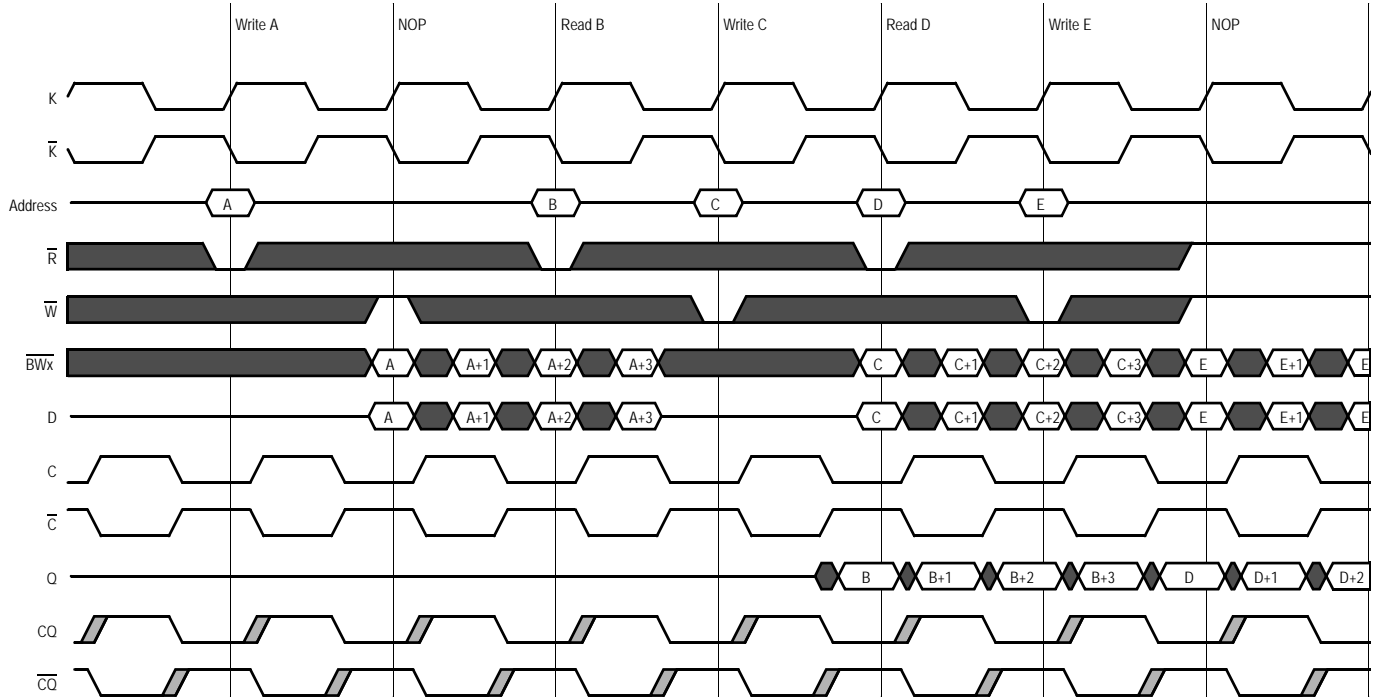 Write A NOP Read B Write C Read D Write E NOP
K
K
Address A B C D E
R
W
BWx A A+1 A+2 A+3 C C+1 C+2 C+3 E E+1 E
D A A+1 A+2 A+3 C C+1 C+2 C+3 E E+1 E
C
C
Q B B+1 B+2 B+3 D D+1 D+2
CQ
CQ